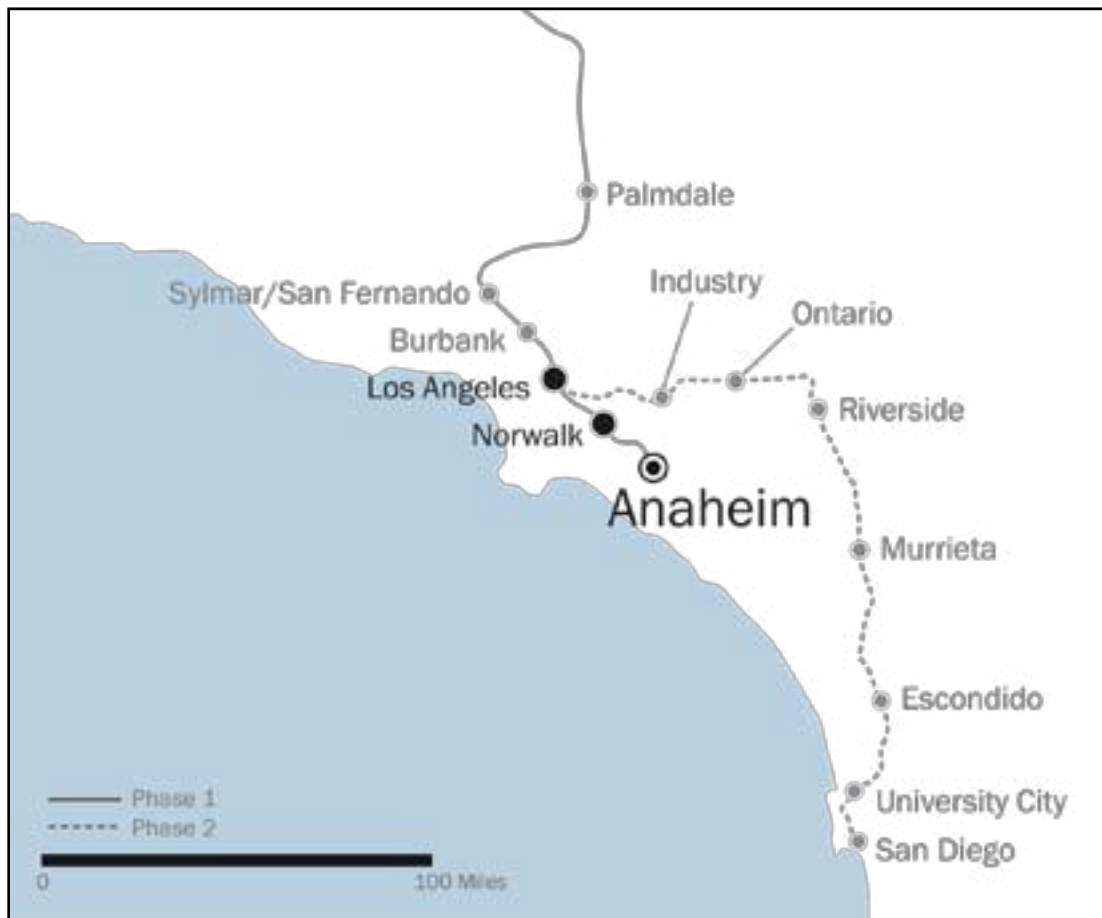 Palmdale
Industry
Sylmar/San Fernando
Ontario
Burbank
Los Angeles
Riverside
Norwalk
Anaheim
Murrieta
Escondido
Phase 1
University City
Phase 2
San Diego
0
100 Miles